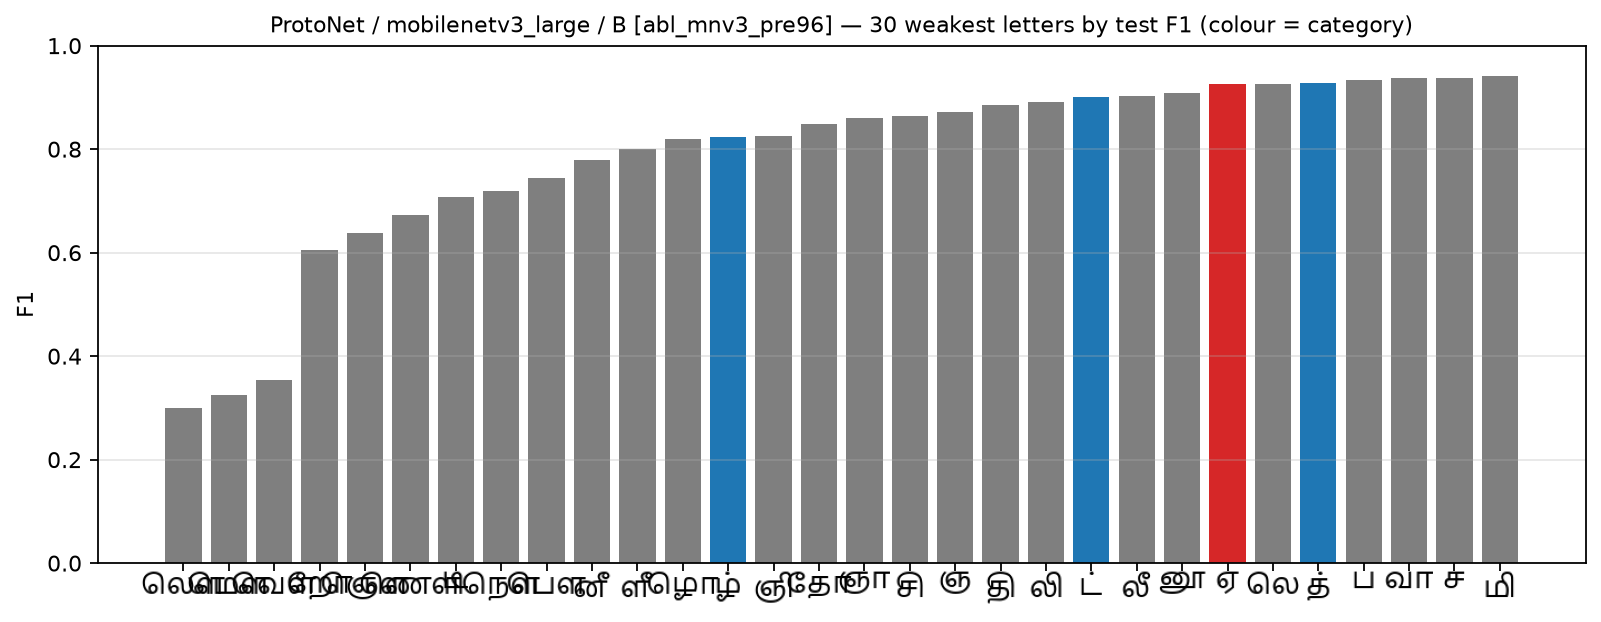 ProtoNet / mobilenetv3_large / B [abl_mnv3_pre96] — 30 weakest letters by test F1 (colour = category)
1.0
0.8
0.6
0.4
0.2
0.0
F1
னீ ளீ ழொ ழ் ஞி தோ ஞா சி ஞ் தி லி ட் லீ னூ ஏ லெ த் ப வா ச மி